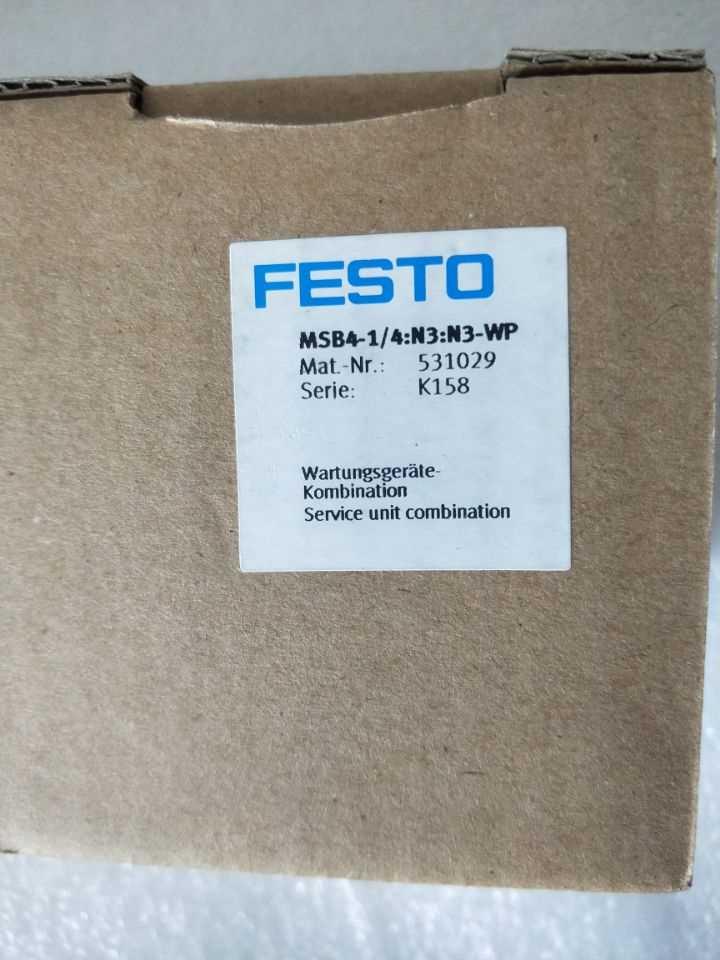 FESTO
MSB4-1/4:N3:N3-WP
Mat.-Nr.: 531029
Serie: K158
Wartungsgeräte-
Kombination
Service unit combination